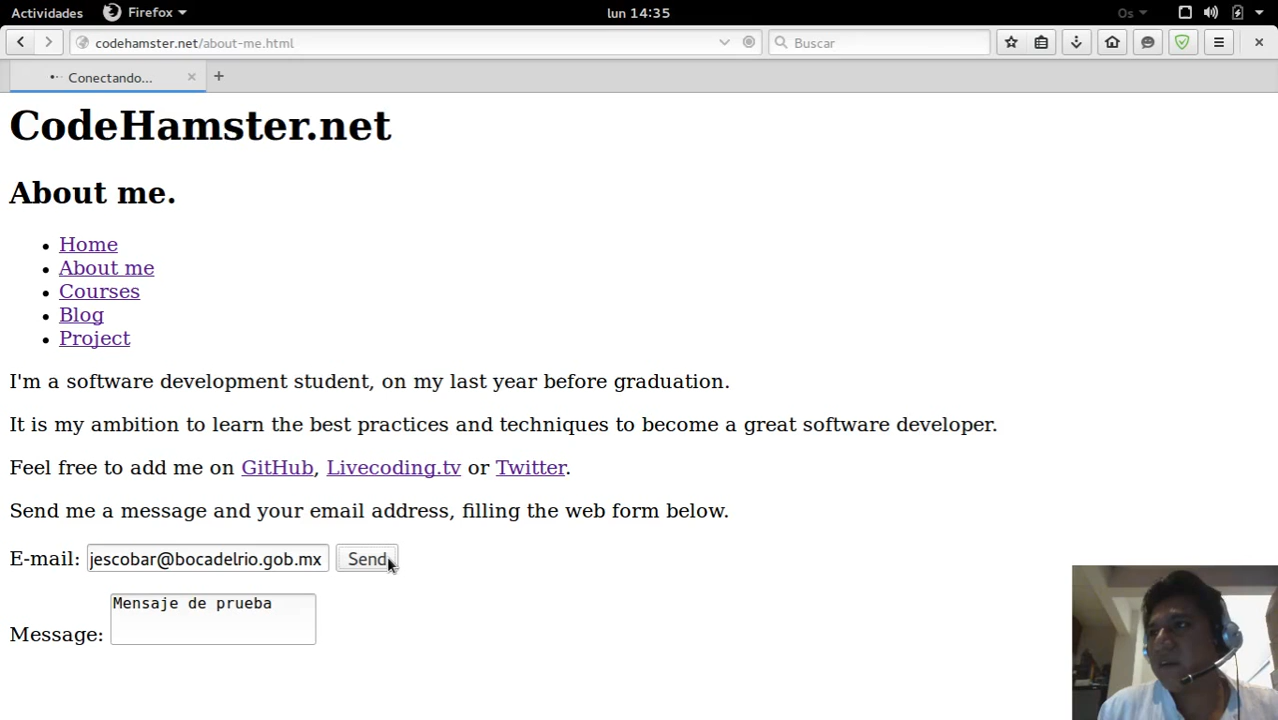 Actividades Firefox lun 14:35 Os
codehamster.net/about-me.html Buscar
Conectando...
CodeHamster.net
About me.
Home
About me
Courses
Blog
Project
I'm a software development student, on my last year before graduation.
It is my ambition to learn the best practices and techniques to become a great software developer.
Feel free to add me on GitHub, Livecoding.tv or Twitter.
Send me a message and your email address, filling the web form below.
E-mail: jescobar@bocadelrio.gob.mx Send
Mensaje de prueba
Message: